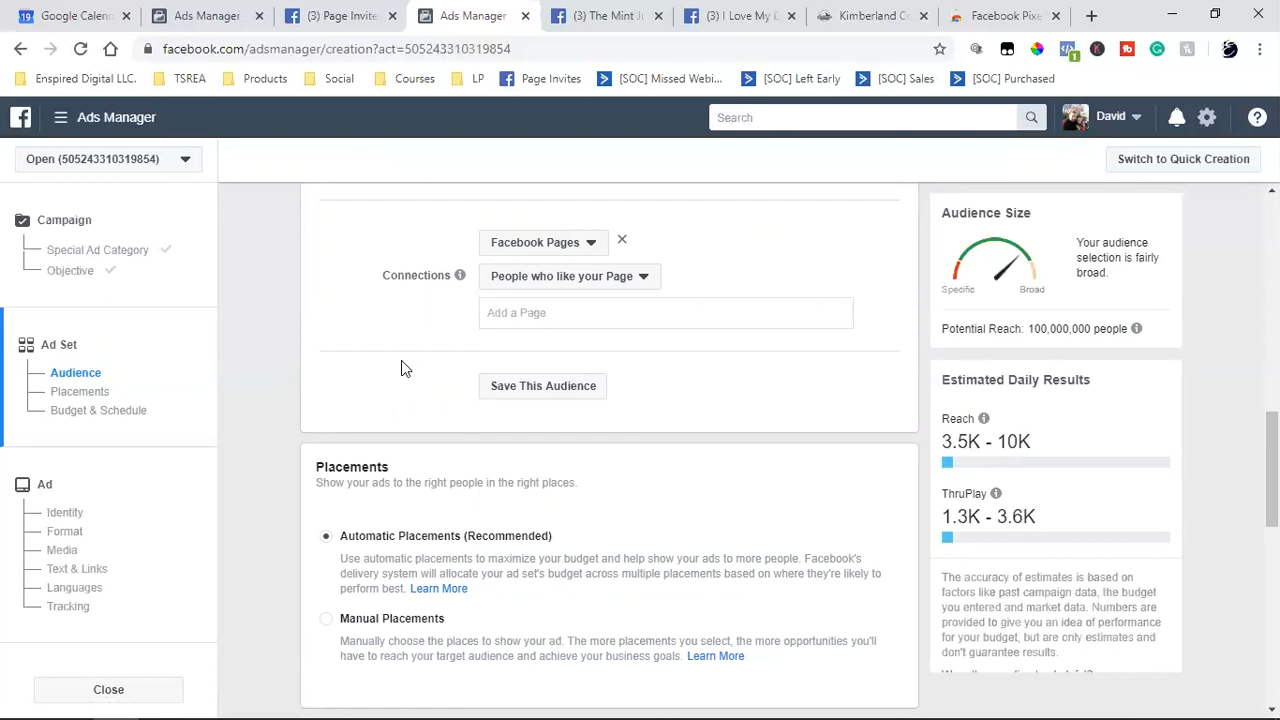 Google Calend
Ads Manager
(3) Page Invite
Ads Manager
(3) The Mint Ju
(3) I Love My D
Kimberland Co
Facebook Pixe
facebook.com/adsmanager/creation?act=505243310319854
1
Enspired Digital LLC.
TSREA
Products
Social
Courses
LP
Page Invites
[SOC] Missed Webi...
[SOC] Left Early
[SOC] Sales
[SOC] Purchased
Ads Manager
Search
David
Open (505243310319854)
Switch to Quick Creation
Campaign
Special Ad Category
Objective
Ad Set
Audience
Placements
Budget & Schedule
Ad
Identity
Format
Media
Text & Links
Languages
Tracking
Close
Facebook Pages
Connections
People who like your Page
Add a Page
Save This Audience
Placements
Show your ads to the right people in the right places.
Automatic Placements (Recommended)
Use automatic placements to maximize your budget and help show your ads to more people. Facebook's
delivery system will allocate your ad set's budget across multiple placements based on where they're likely to
perform best. Learn More
Manual Placements
Manually choose the places to show your ad. The more placements you select, the more opportunities you'll
have to reach your target audience and achieve your business goals. Learn More
Audience Size
Specific
Broad
Your audience
selection is fairly
broad.
Potential Reach: 100,000,000 people
Estimated Daily Results
Reach
3.5K - 10K
ThruPlay
1.3K - 3.6K
The accuracy of estimates is based on
factors like past campaign data, the budget
you entered and market data. Numbers are
provided to give you an idea of performance
for your budget, but are only estimates and
don't guarantee results.